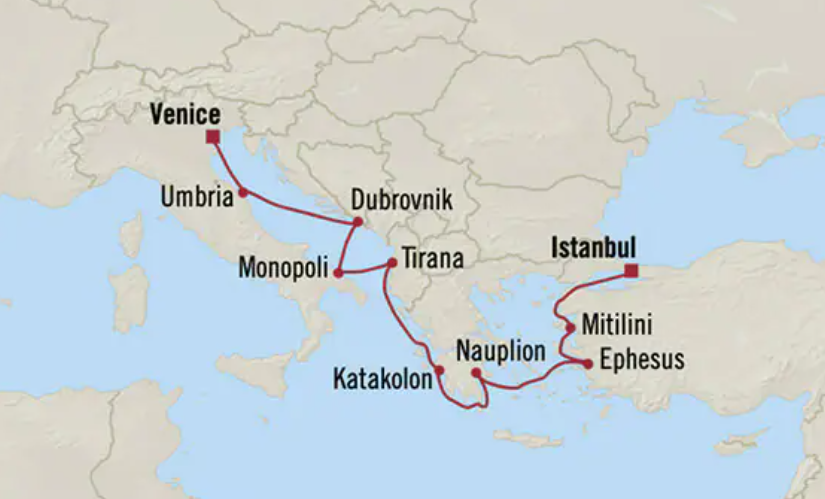 Venice
Umbria
Dubrovnik
Istanbul
Tirana
Monopoli
Mitilini
Nauplion
Ephesus
Katakolon